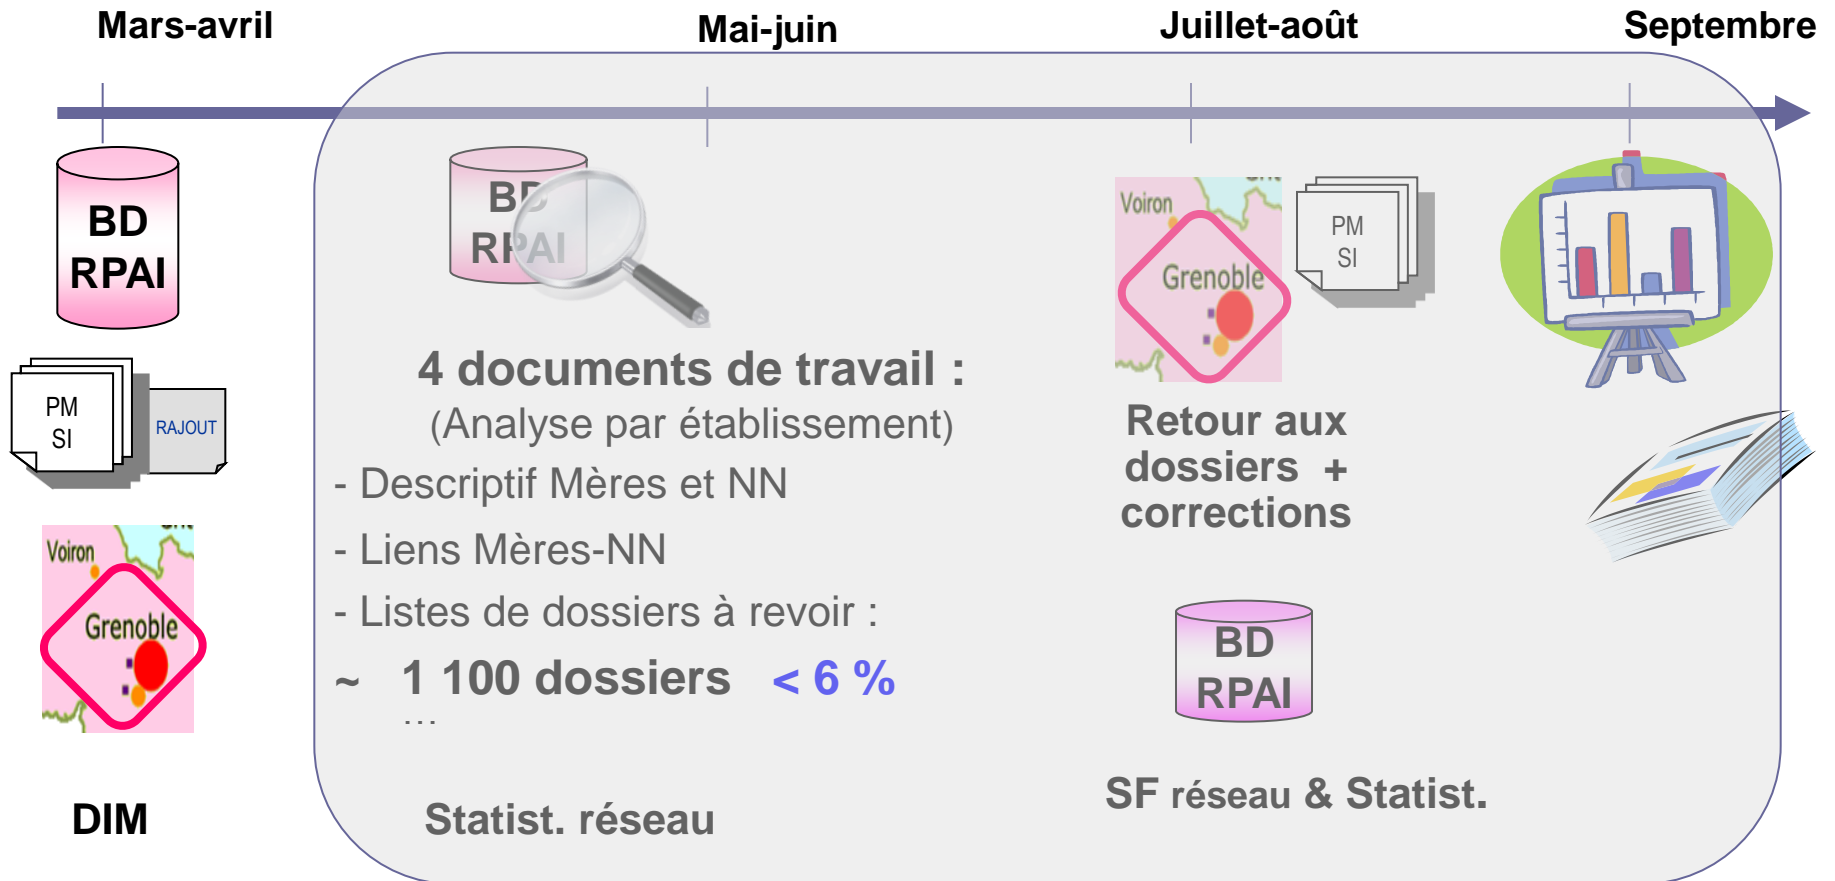 Mars-avril
Mai-juin
Juillet-août
Septembre
BD
RPAI
PM
SI
RAJOUT
Voiron
Grenoble
DIM
BD
RPAI
4 documents de travail :
(Analyse par établissement)
- Descriptif Mères et NN
- Liens Mères-NN
- Listes de dossiers à revoir :
~ 1 100 dossiers < 6 %
...
Statist. réseau
Voiron
Grenoble
PM
SI
Retour aux
dossiers +
corrections
BD
RPAI
SF réseau & Statist.